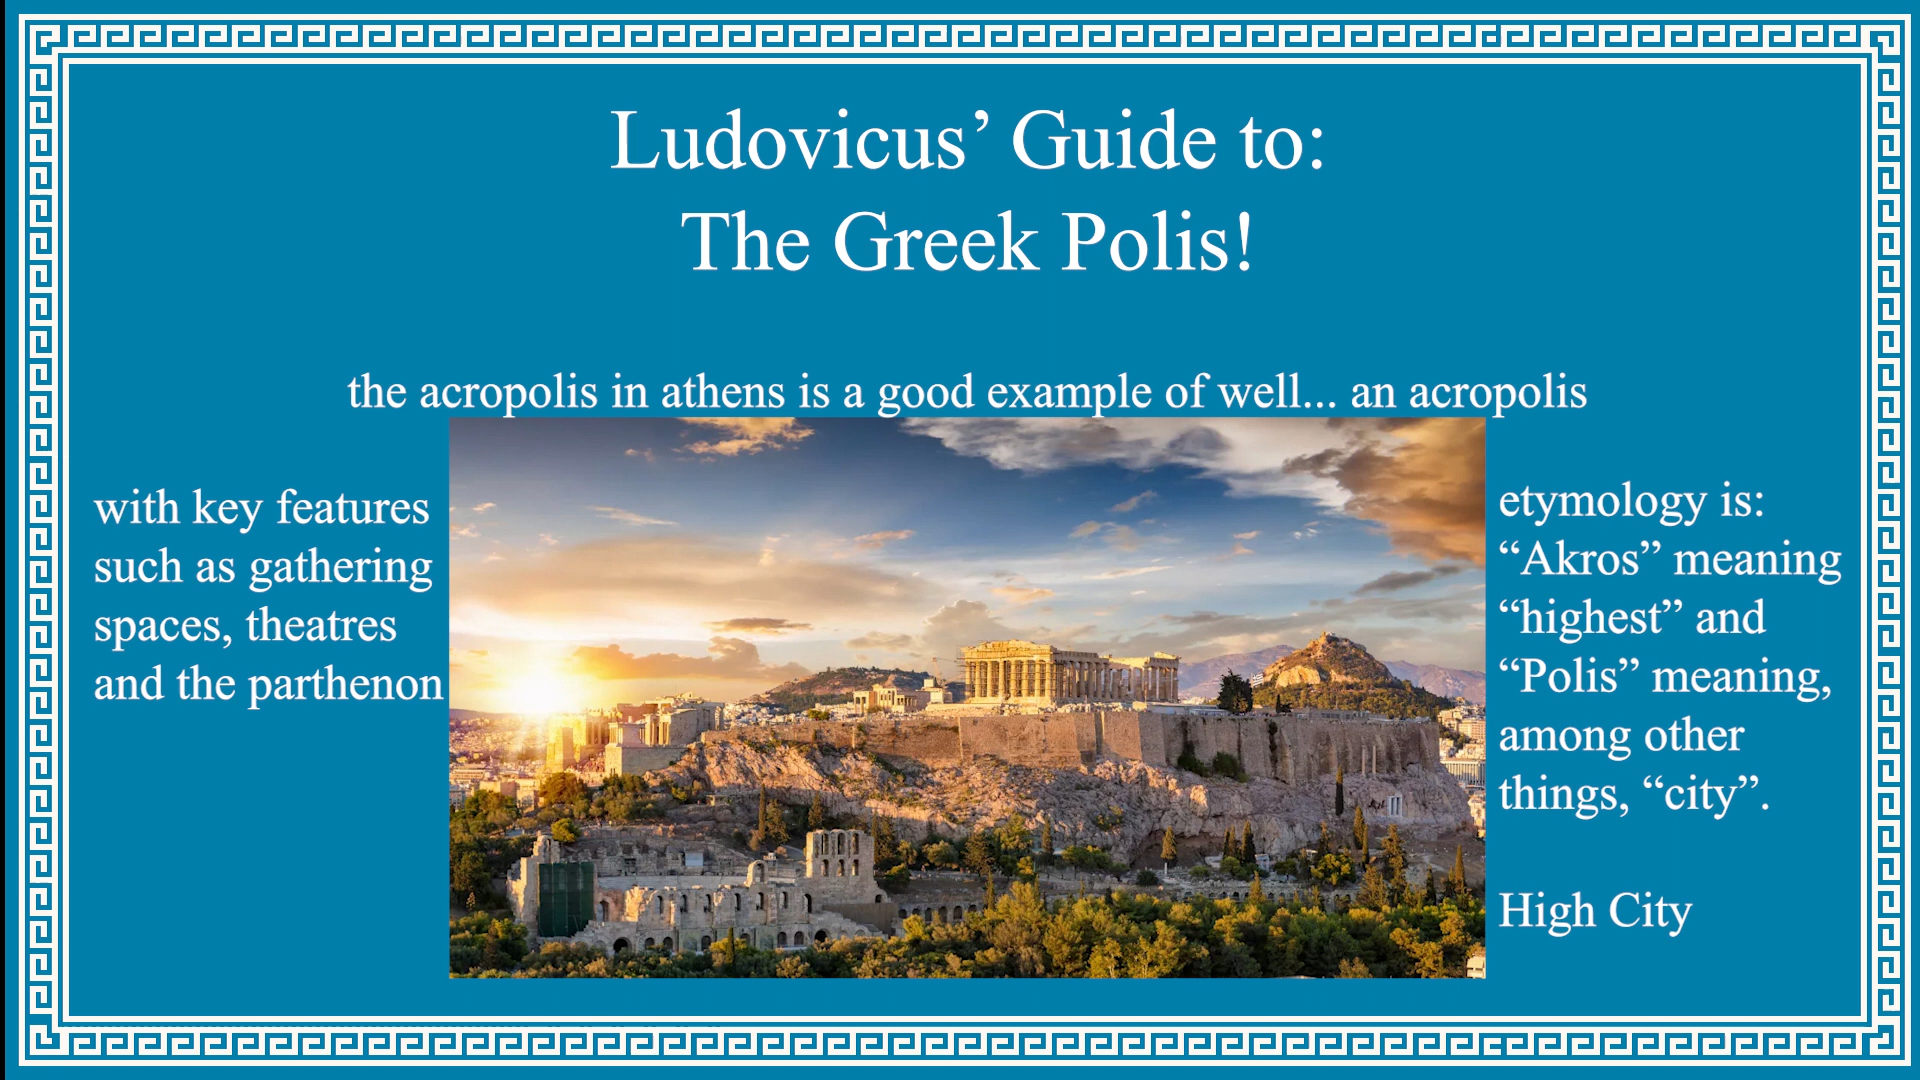 Ludovicus’ Guide to:
The Greek Polis!
the acropolis in athens is a good example of well... an acropolis
with key features
such as gathering
spaces, theatres
and the parthenon
etymology is:
“Akros” meaning
“highest” and
“Polis” meaning,
among other
things, “city”.
High City